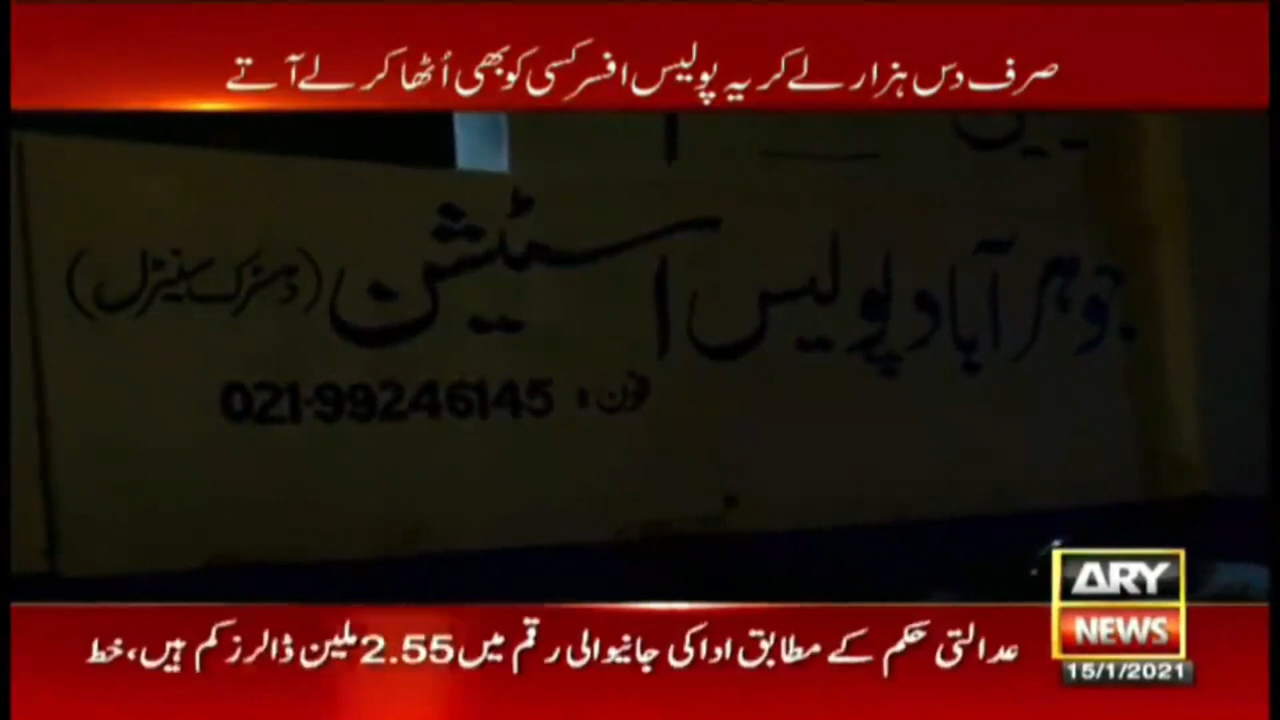 صرف دس ہزار لے کر یہ پولیس افسر کسی کو بھی اُٹھا کر لے آتے
جوہر آباد پولیس اسٹیشن (ڈسٹرکٹ سینٹرل)
فون: 021-99246145
ARY
NEWS
15/1/2021
عدالتی حکم کے مطابق ادا کی جانیوالی رقم میں 2.55 ملین ڈالرز کم ہیں، خط